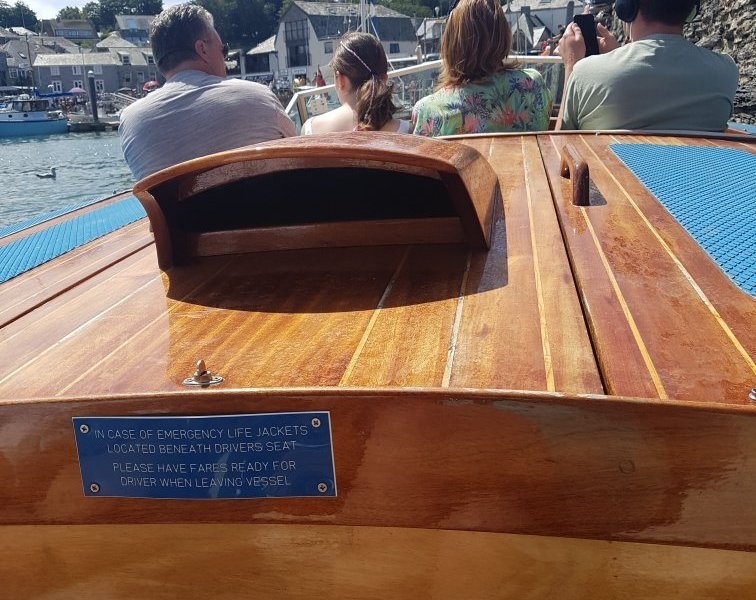 IN CASE OF EMERGENCY LIFE JACKETS
LOCATED BENEATH DRIVERS SEAT
PLEASE HAVE FARES READY FOR
DRIVER WHEN LEAVING VESSEL